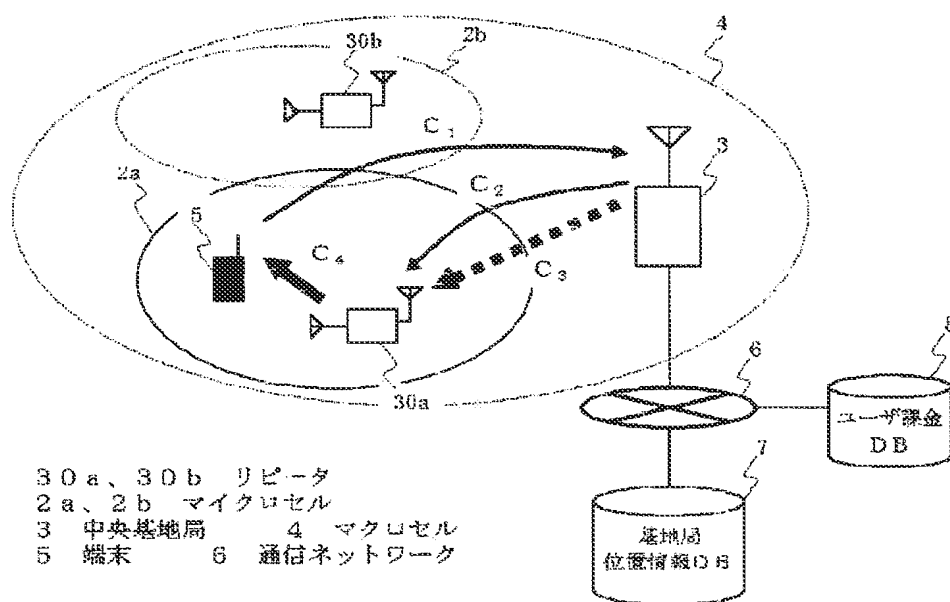 4
30b
2b
C₁
3
2a
C₂
5
C₄
C₃
30a
6
8
ユーザ課金
DB
7
基地局
位置情報DB
30a、30b リピータ
2a、2b マイクロセル
3 中央基地局 4 マクロセル
5 端末 6 通信ネットワーク